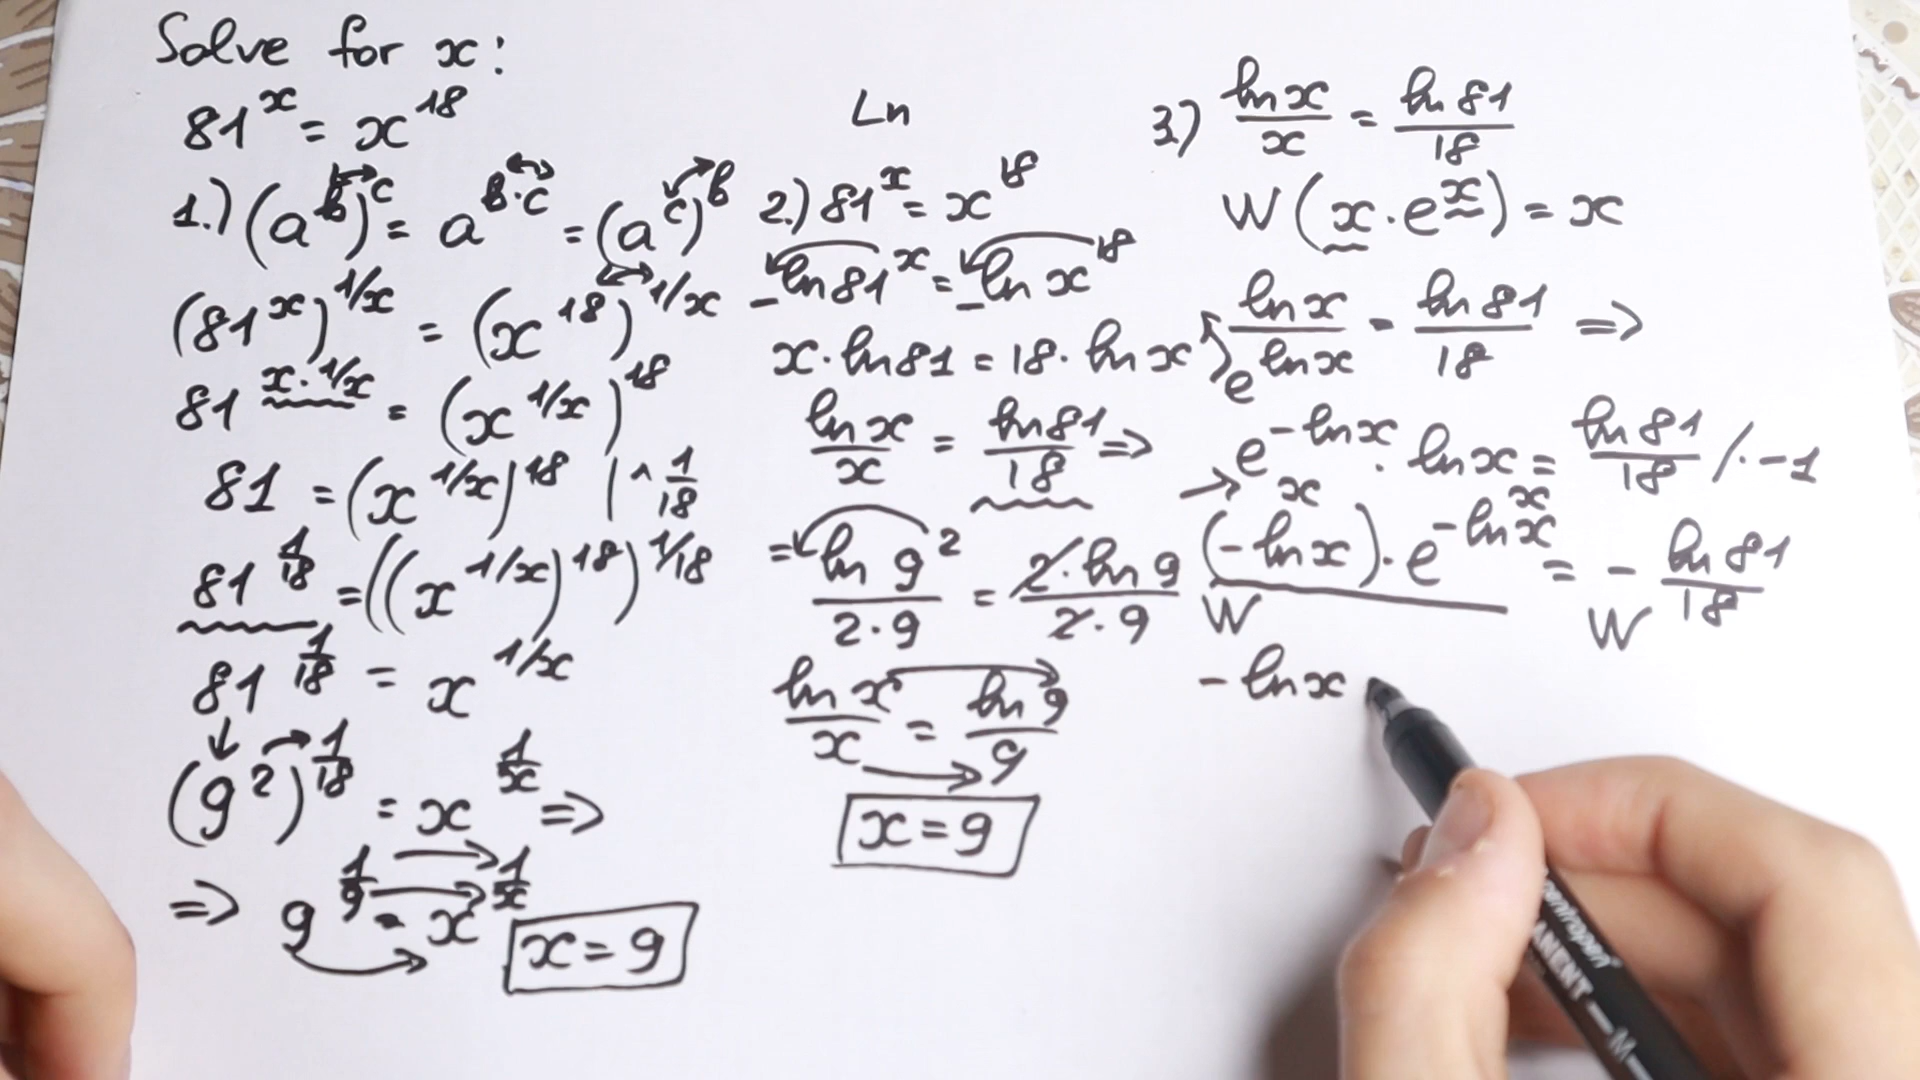 Solve for x:
81^x = x^18
1.) (a^b)^c = a^(b·c) = (a^c)^b
(81^x)^(1/x) = (x^18)^(1/x)
81^(x·1/x) = (x^(1/x))^18
81 = (x^(1/x))^18 | ^ 1/18
81^(1/18) = ((x^(1/x))^18)^(1/18)
81^(1/18) = x^(1/x)
(9^2)^(1/18) = x^(1/x) =>
=> 9^(1/9) = x^(1/x) x = 9
Ln
2.) 81^x = x^18
ln 81^x = ln x^18
x · ln 81 = 18 · ln x
ln x / x = ln 81 / 18 =>
= ln 9^2 / 2·9 = 2·ln 9 / 2·9
ln x / x = ln 9 / 9
x = 9
3.) ln x / x = ln 81 / 18
W(x · e^x) = x
ln x / e^(ln x) = ln 81 / 18 =>
→ e^(-ln x) · ln x = ln 81 / 18 /·-1
x x
(-ln x) · e^(-ln x) = - ln 81 / 18
W W
- ln x
centropen
MANENT – M